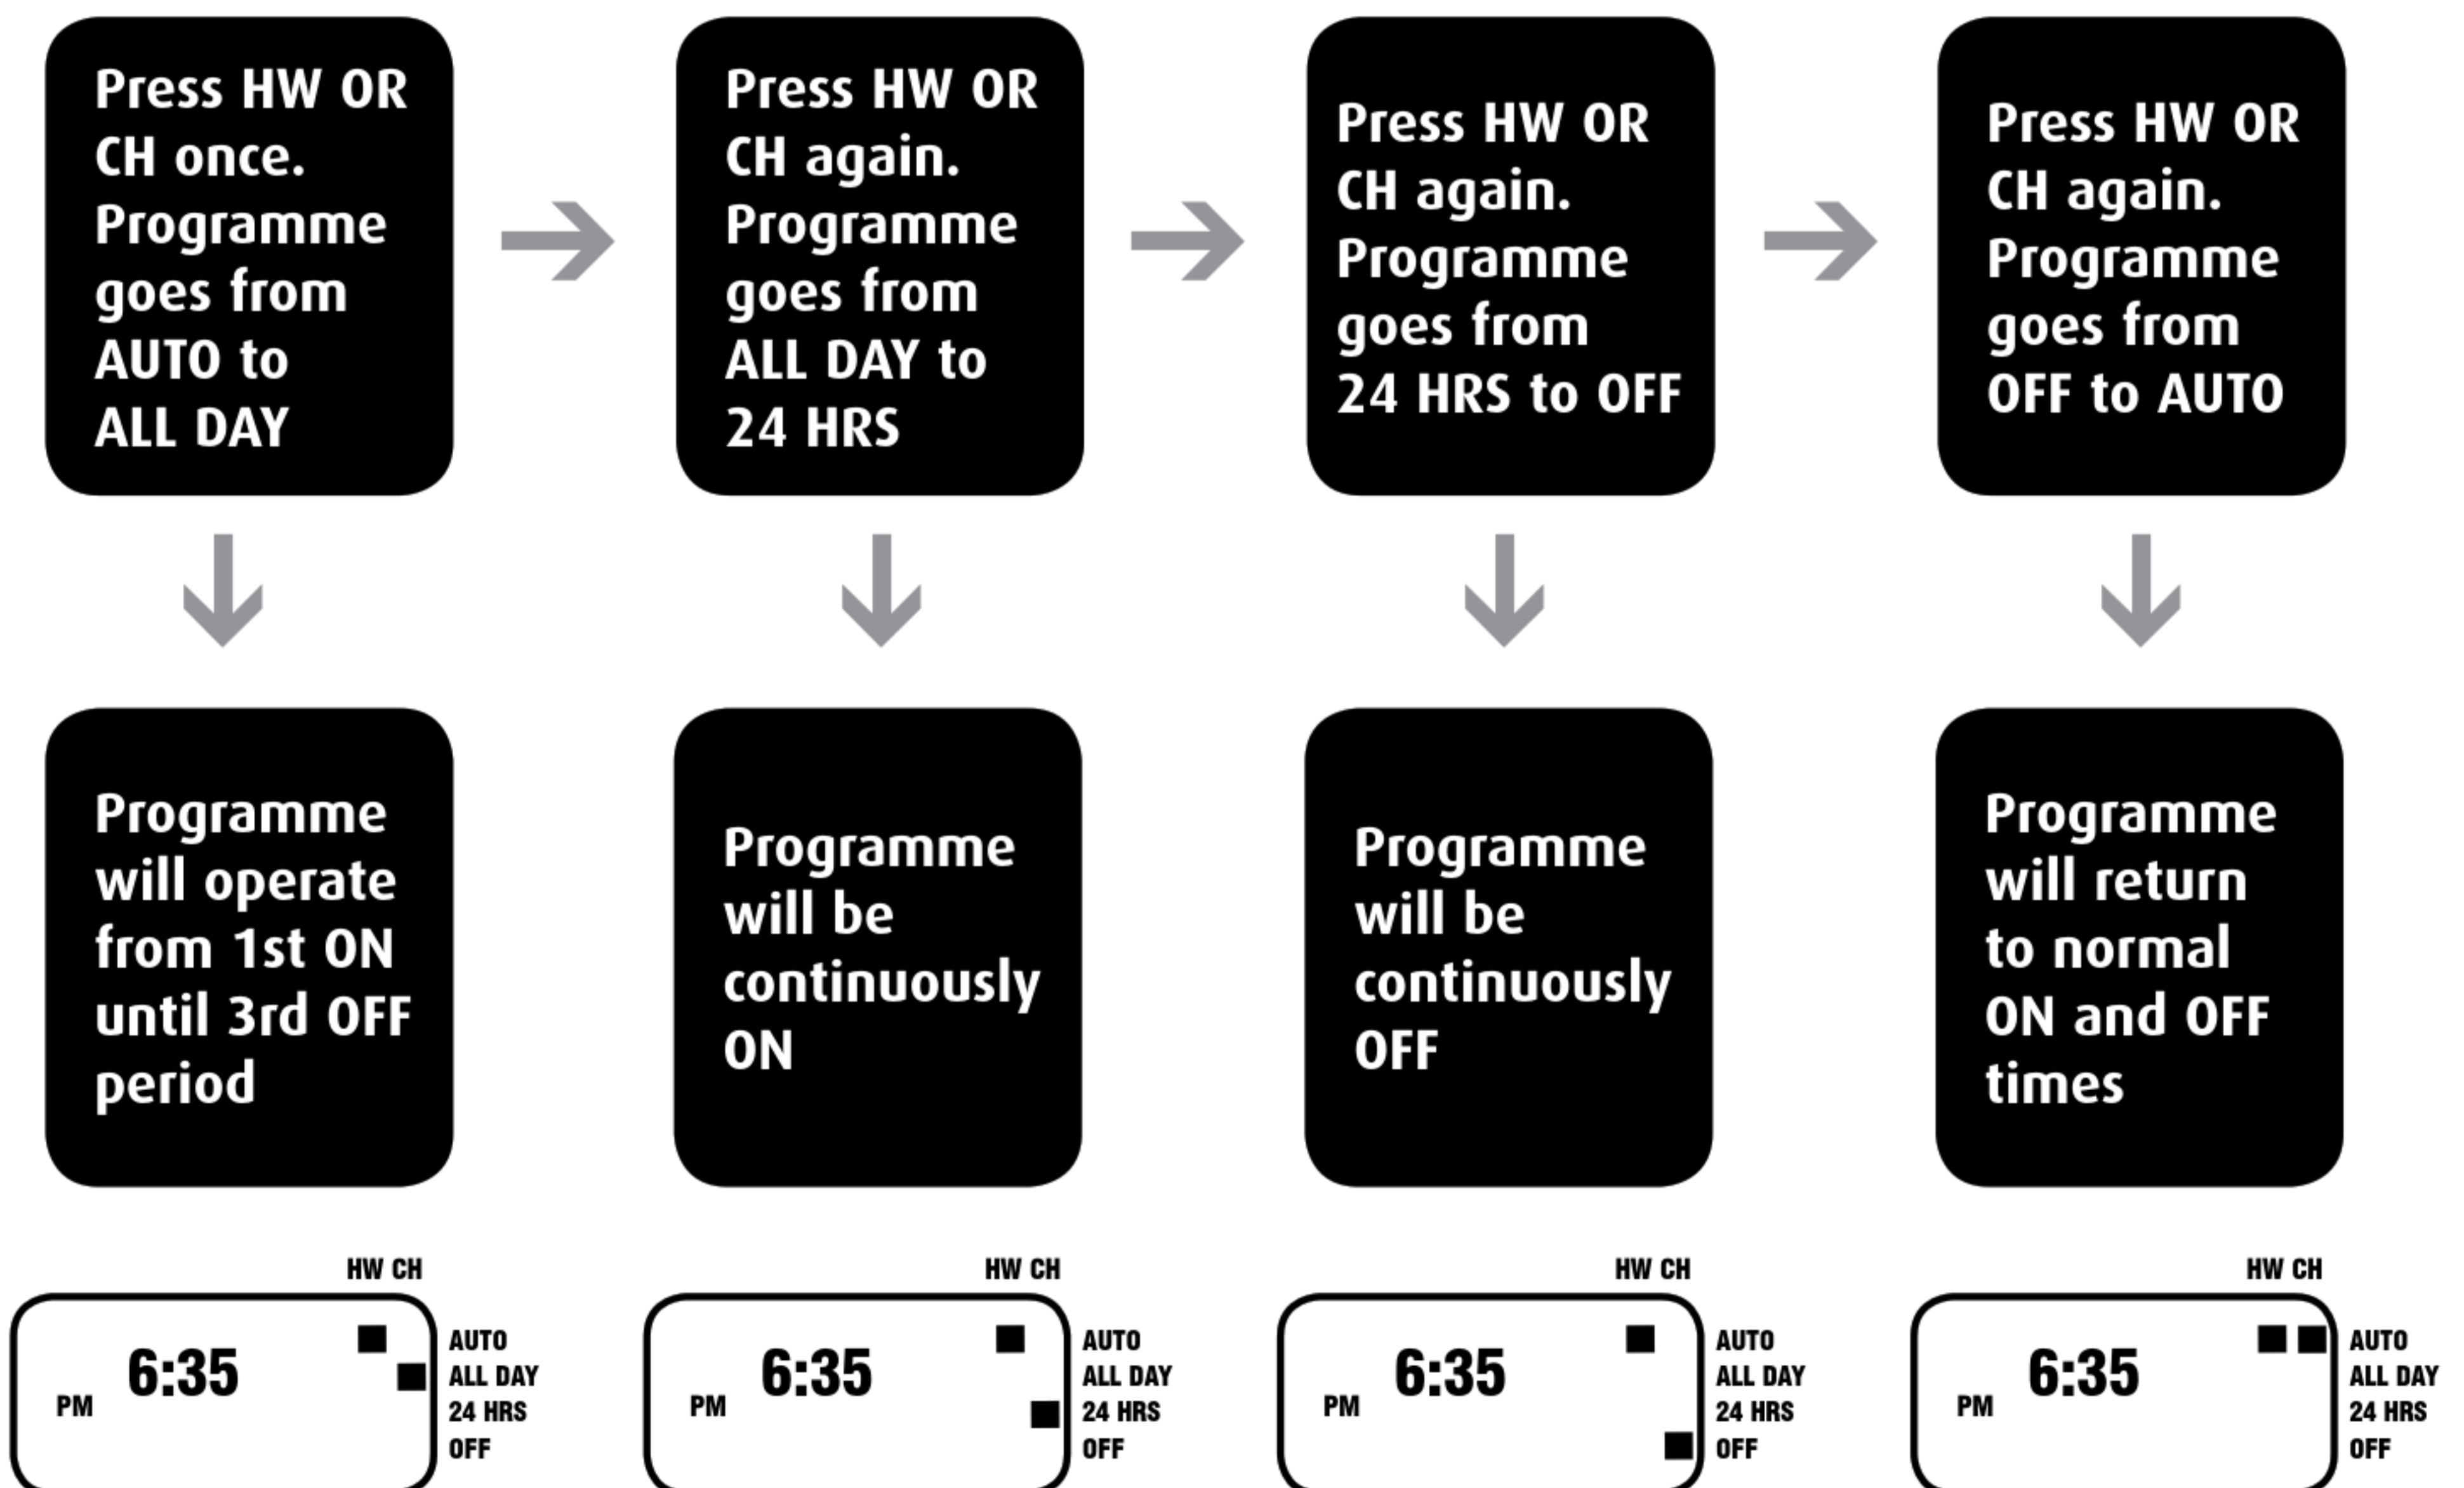 Press HW OR
CH once.
Programme
goes from
AUTO to
ALL DAY
Press HW OR
CH again.
Programme
goes from
ALL DAY to
24 HRS
Press HW OR
CH again.
Programme
goes from
24 HRS to OFF
Press HW OR
CH again.
Programme
goes from
OFF to AUTO
Programme
will operate
from 1st ON
until 3rd OFF
period
Programme
will be
continuously
ON
Programme
will be
continuously
OFF
Programme
will return
to normal
ON and OFF
times
HW CH
6:35
PM
AUTO
ALL DAY
24 HRS
OFF
HW CH
6:35
PM
AUTO
ALL DAY
24 HRS
OFF
HW CH
6:35
PM
AUTO
ALL DAY
24 HRS
OFF
HW CH
6:35
PM
AUTO
ALL DAY
24 HRS
OFF